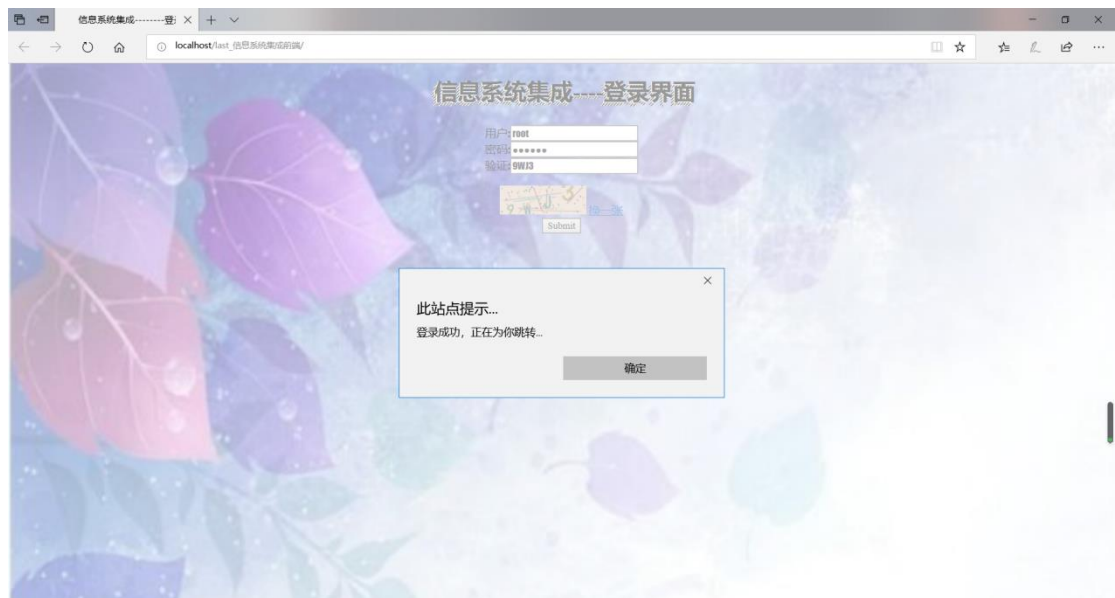 信息系统集成--------登
localhost/last_信息系统集成前端/
信息系统集成----登录界面
用户:root
密码:●●●●●●
验证:9WJ3
换一张
Submit
此站点提示...
登录成功，正在为你跳转...
确定